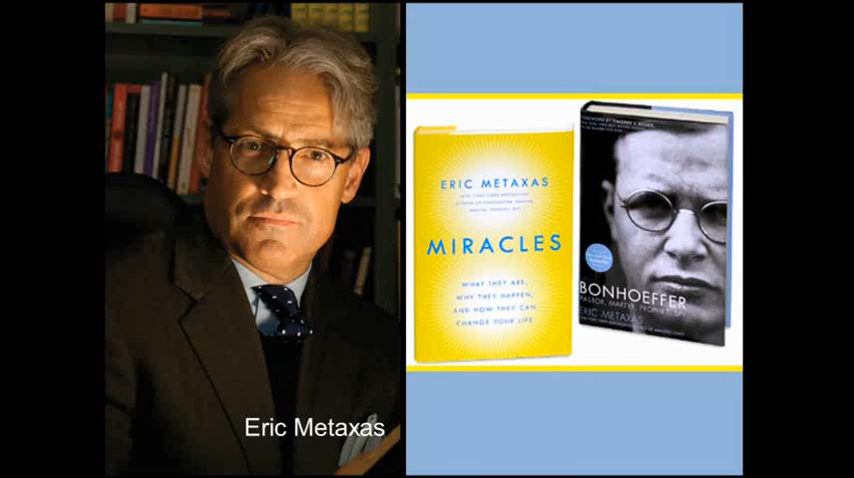 Eric Metaxas
ERIC METAXAS
MIRACLES
WHAT THEY ARE,
WHY THEY HAPPEN,
AND HOW THEY CAN
CHANGE YOUR LIFE
BONHOEFFER
PASTOR, MARTYR, PROPHET, SPY
ERIC METAXAS